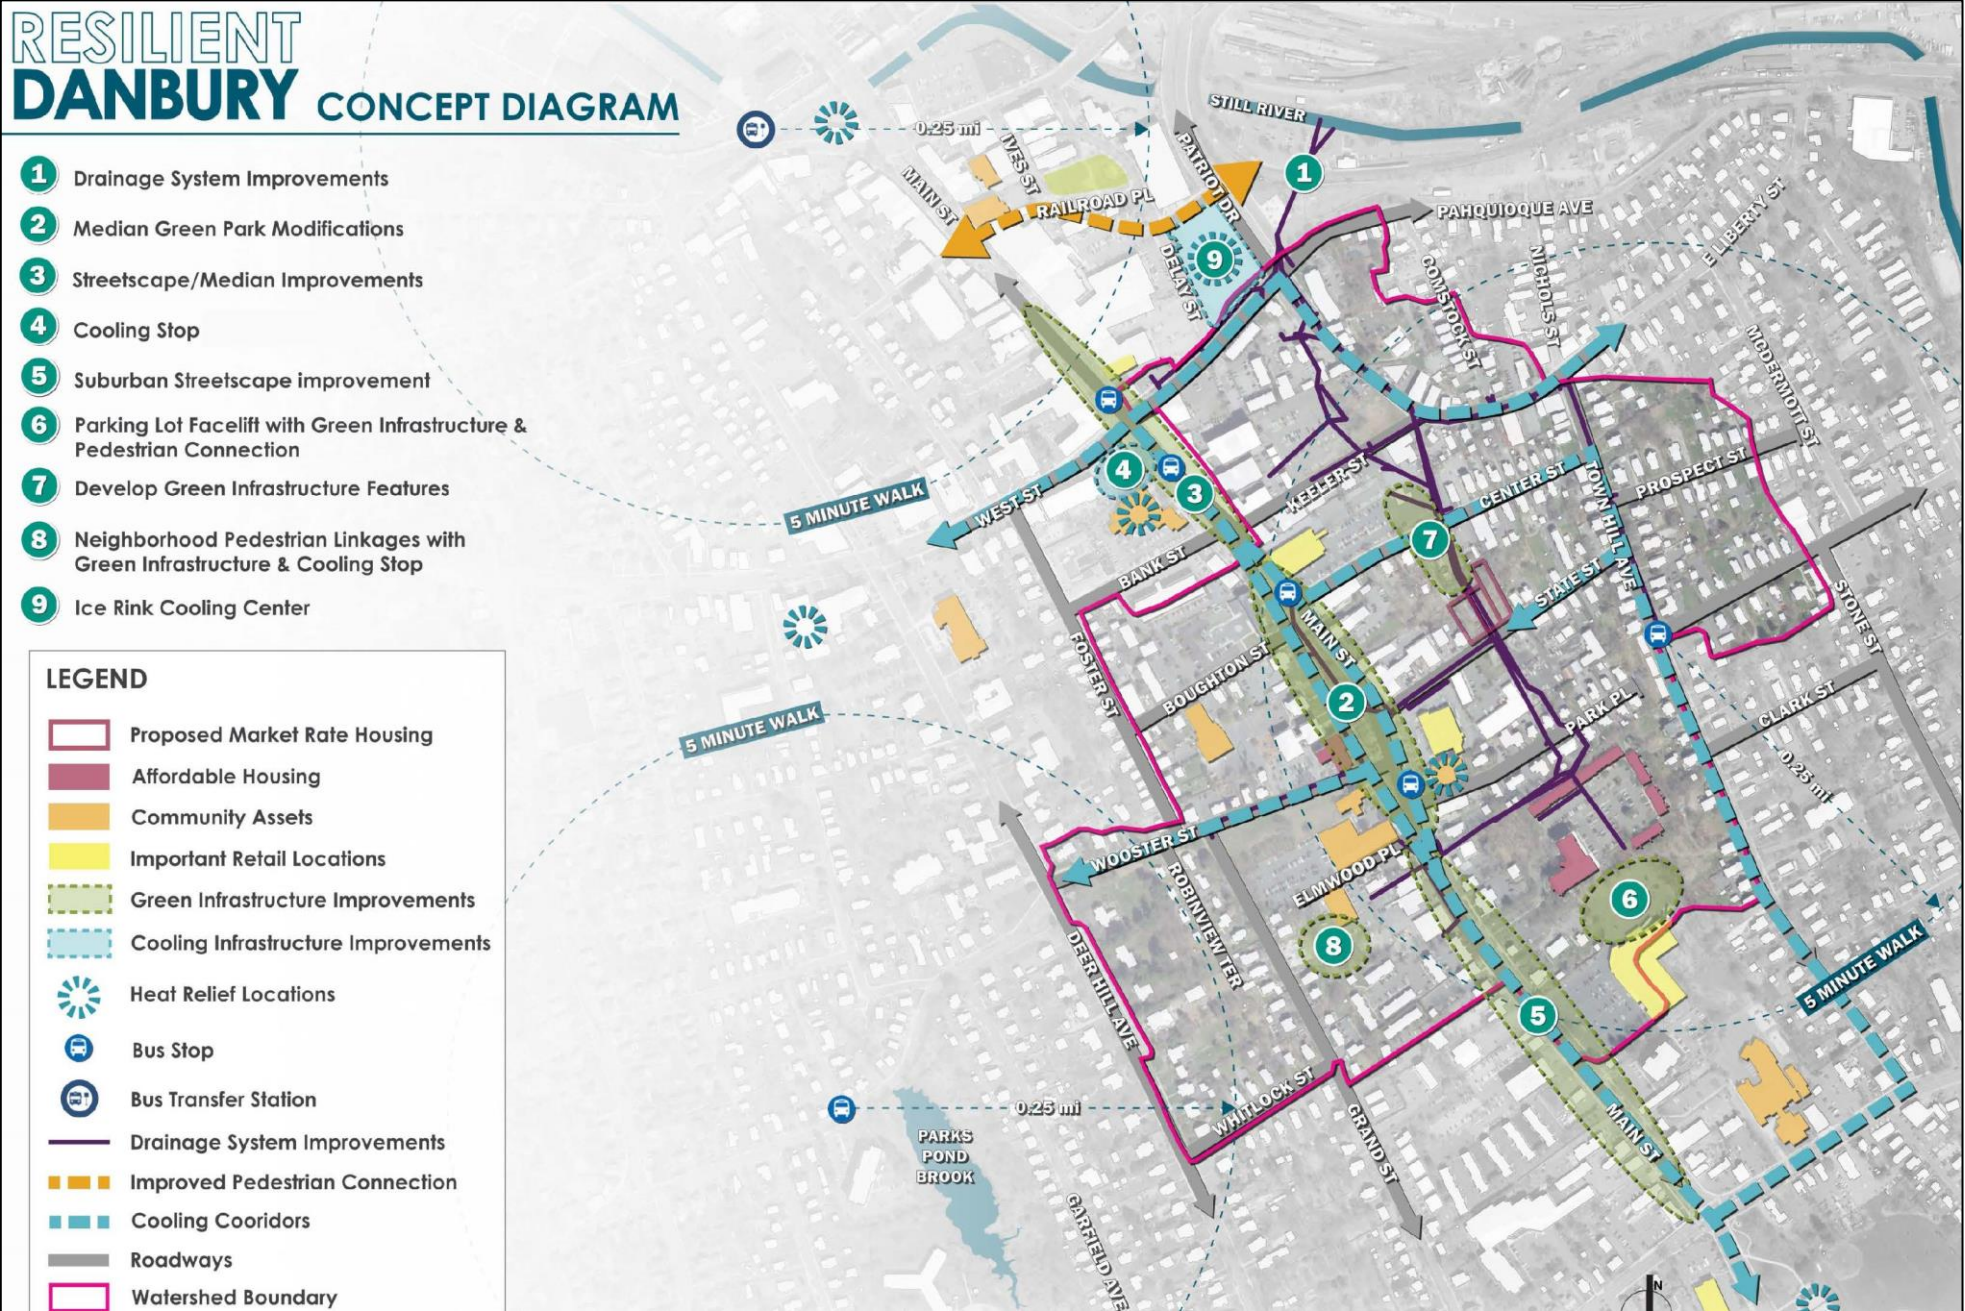 RESILIENT
DANBURY CONCEPT DIAGRAM
1 Drainage System Improvements
2 Median Green Park Modifications
3 Streetscape/Median Improvements
4 Cooling Stop
5 Suburban Streetscape improvement
6 Parking Lot Facelift with Green Infrastructure &
Pedestrian Connection
7 Develop Green Infrastructure Features
8 Neighborhood Pedestrian Linkages with
Green Infrastructure & Cooling Stop
9 Ice Rink Cooling Center
LEGEND
Proposed Market Rate Housing
Affordable Housing
Community Assets
Important Retail Locations
Green Infrastructure Improvements
Cooling Infrastructure Improvements
Heat Relief Locations
Bus Stop
Bus Transfer Station
Drainage System Improvements
Improved Pedestrian Connection
Cooling Cooridors
Roadways
Watershed Boundary
0.25 mi
STILL RIVER
IVES ST
PATRIOT DR
1
MAIN ST
RAILROAD PL
PAHQUIOQUE AVE
E LIBERTY ST
9
DELAY ST
COMSTOCK ST
NICHOLS ST
MCDERMOTT ST
4
3
5 MINUTE WALK
WEST ST
KEELER ST
CENTER ST
TOWN HILL AVE
PROSPECT ST
7
BANK ST
STATE ST
STONE ST
FOSTER ST
BOUGHTON ST
MAIN ST
2
PARK PL
CLARK ST
5 MINUTE WALK
0.25 mi
WOOSTER ST
ROBINVIEW TER
ELMWOOD PL
6
8
DEER HILL AVE
5 MINUTE WALK
5
0.25 mi
WHITLOCK ST
GRAND ST
MAIN ST
PARKS
POND
BROOK
GARFIELD AVE
N